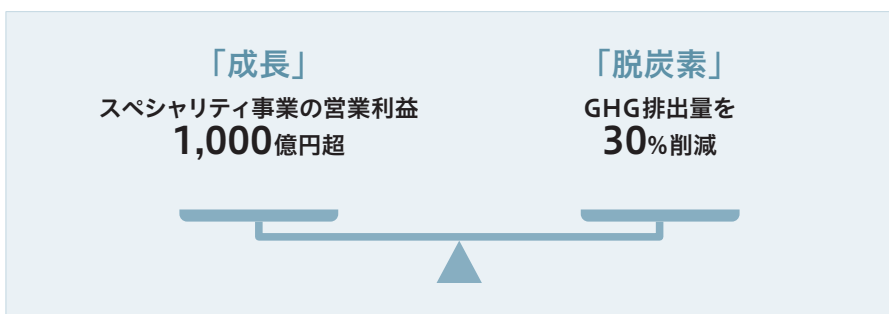 「成長」
スペシャリティ事業の営業利益
1,000億円超
「脱炭素」
GHG排出量を
30%削減